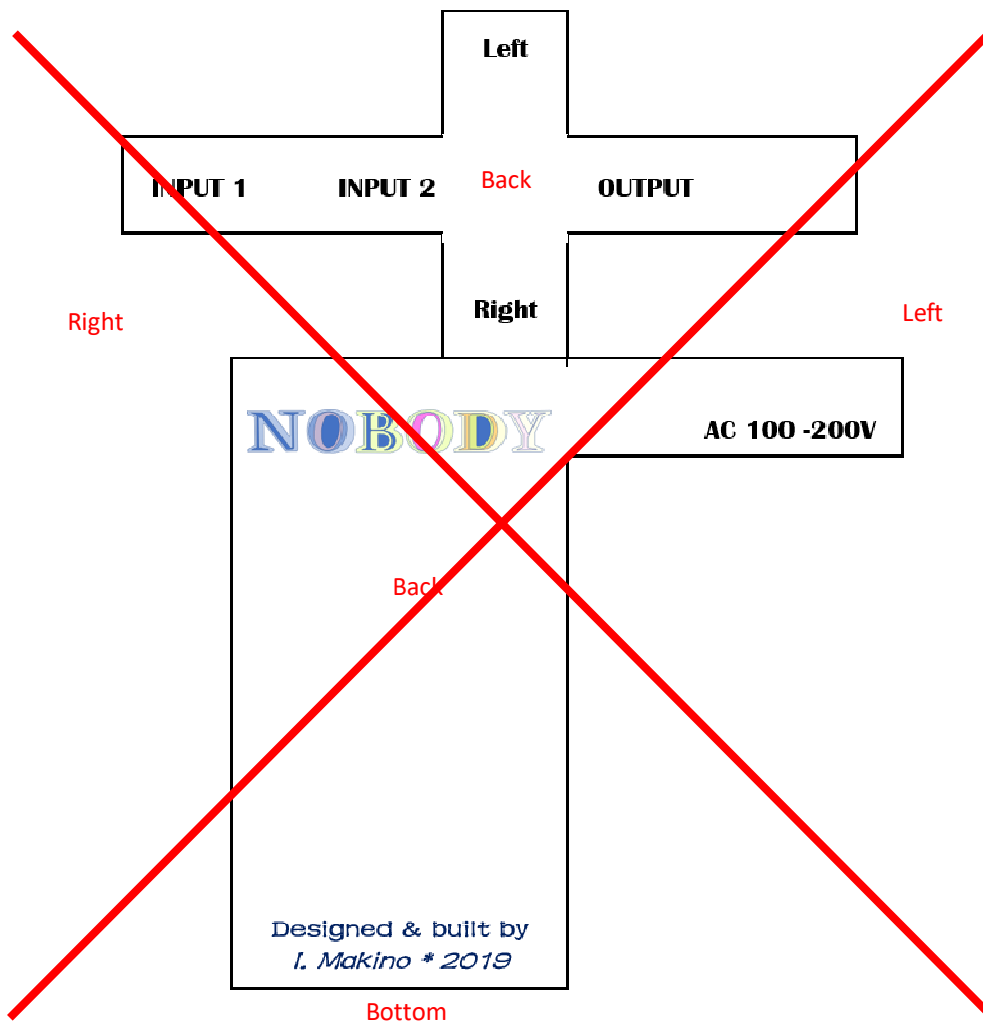 Left
INPUT 1 INPUT 2 Back OUTPUT
Right
Right
Left
NOBODY
AC 100 -200V
Back
Designed & built by
I. Makino * 2019
Bottom